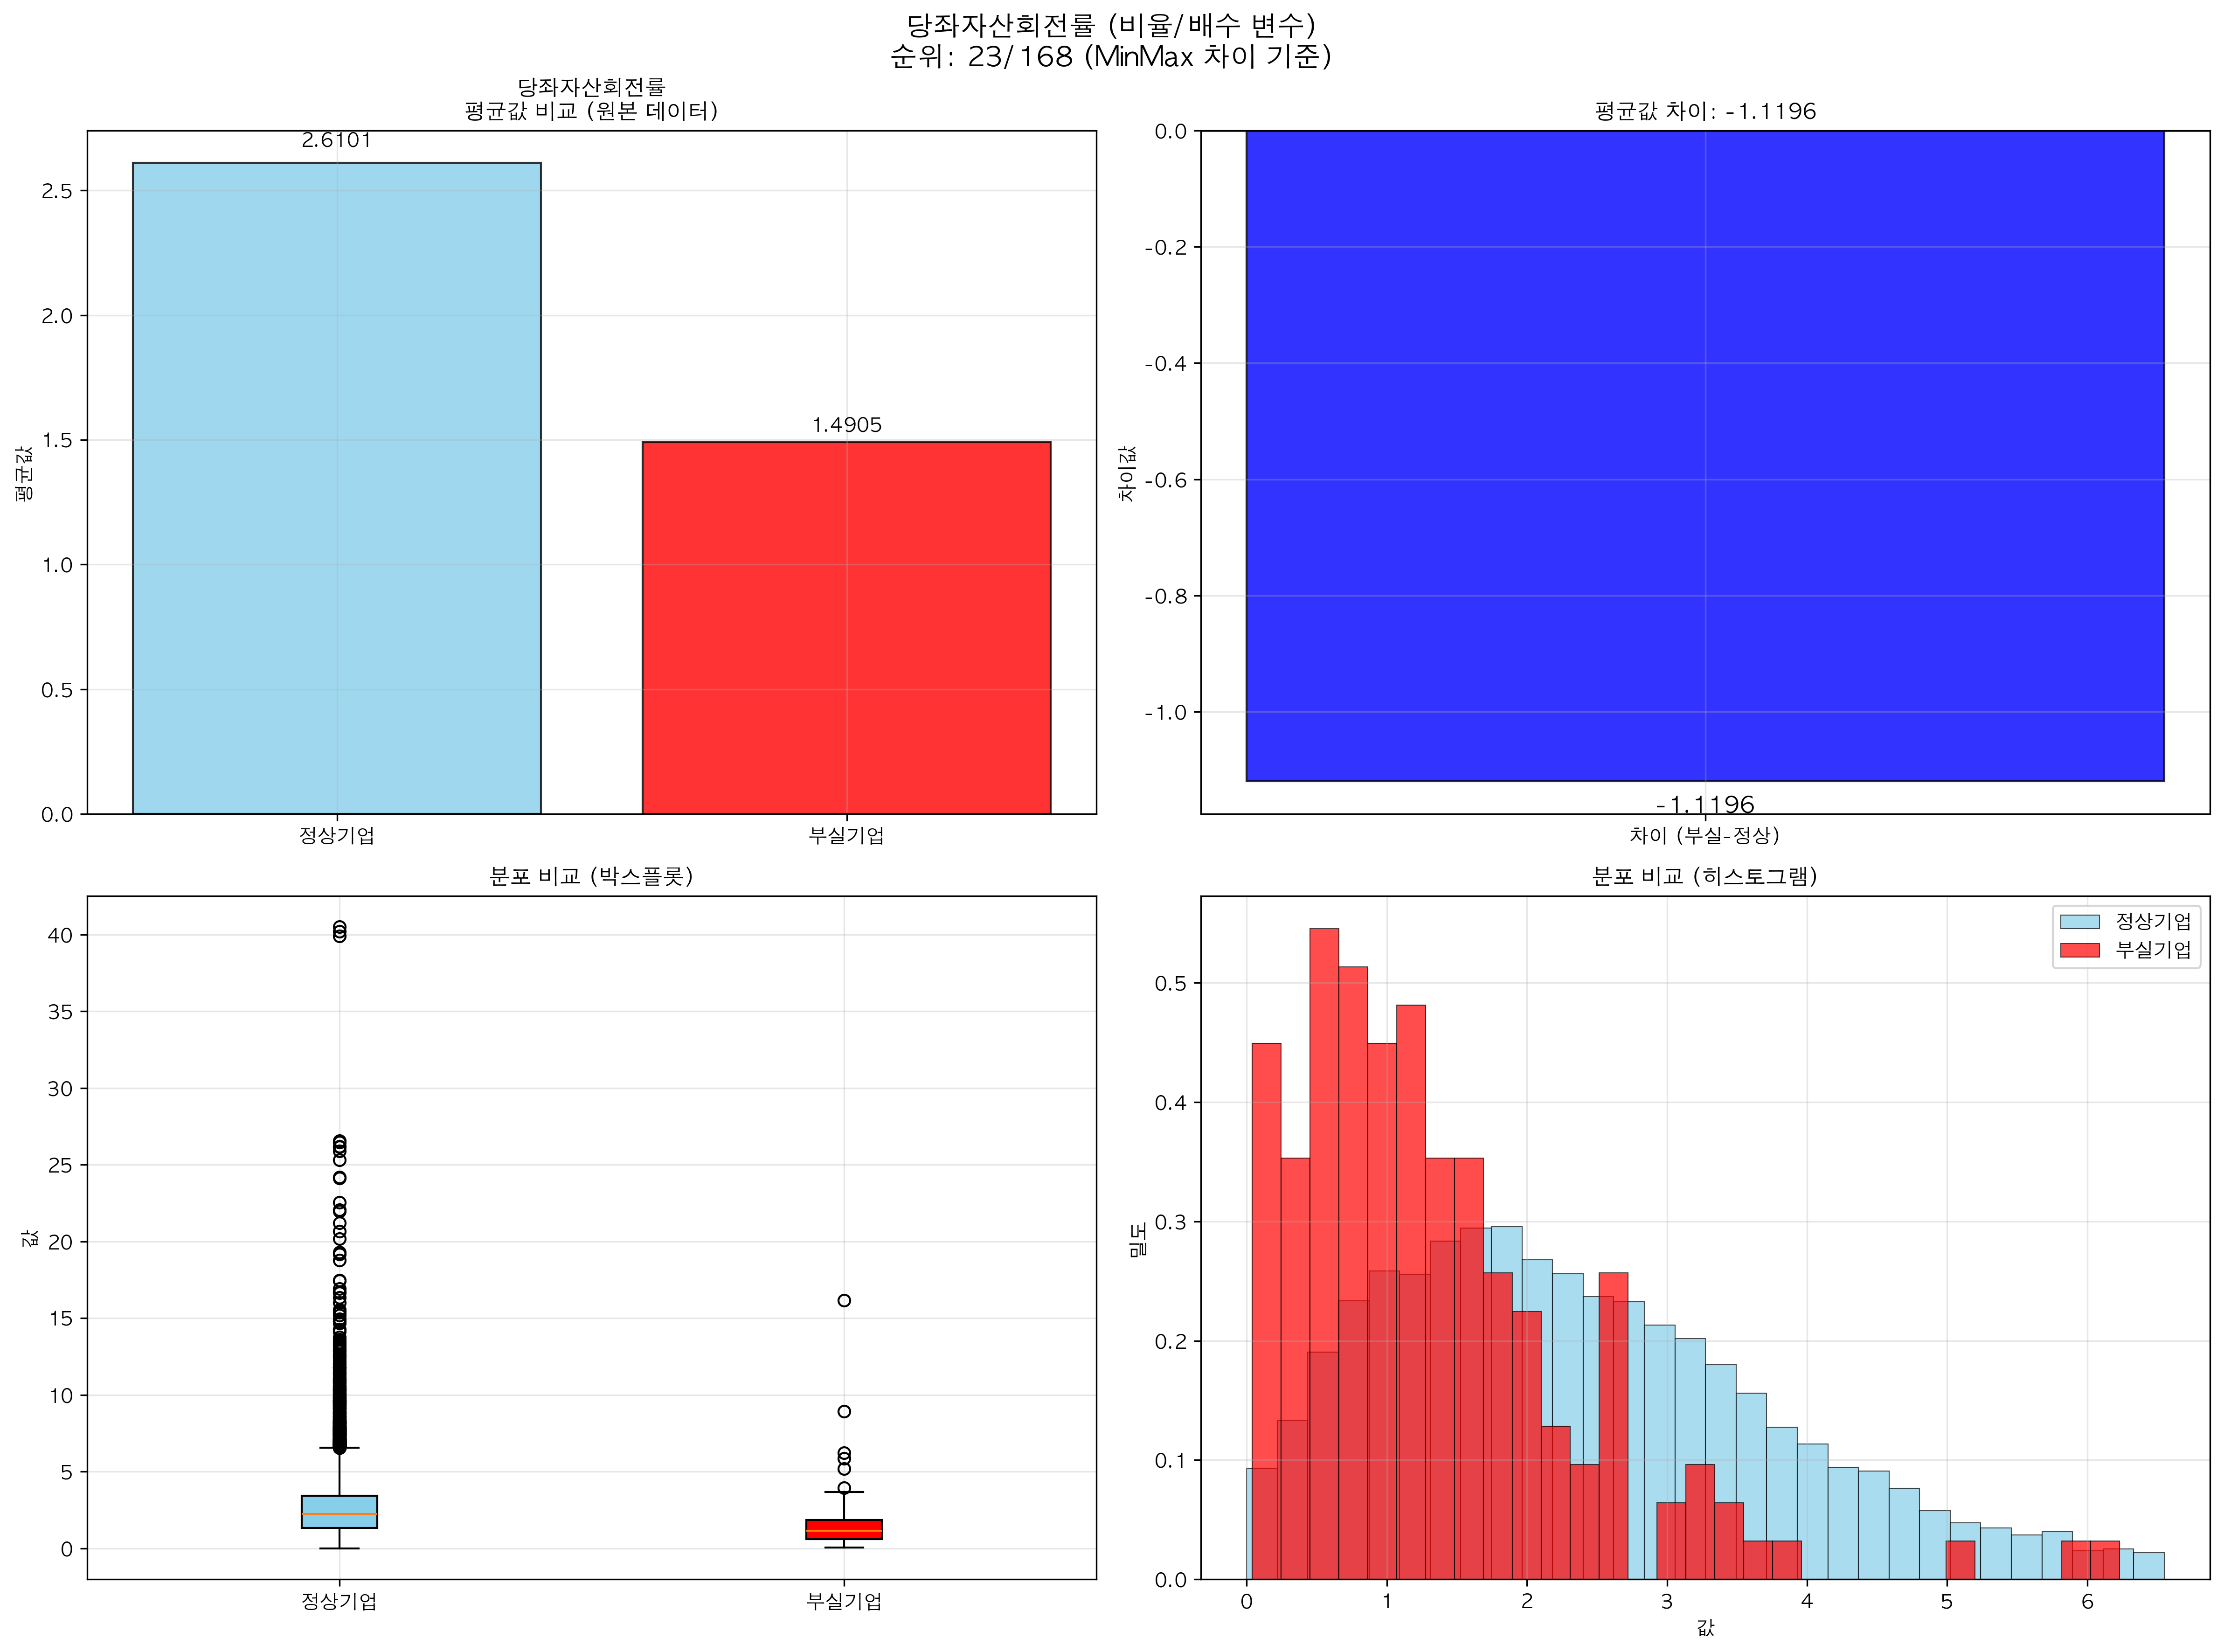 당좌자산회전률 (비율/배수 변수)
순위: 23/168 (MinMax 차이 기준)
당좌자산회전률
평균값 비교 (원본 데이터)
평균값
2.5
2.0
1.5
1.0
0.5
0.0
2.6101
1.4905
정상기업
부실기업
평균값 차이: -1.1196
차이값
0.0
-0.2
-0.4
-0.6
-0.8
-1.0
-1.1196
차이 (부실-정상)
분포 비교 (박스플롯)
값
40
35
30
25
20
15
10
5
0
정상기업
부실기업
분포 비교 (히스토그램)
정상기업
부실기업
밀도
0.5
0.4
0.3
0.2
0.1
0.0
0
1
2
3
4
5
6
값